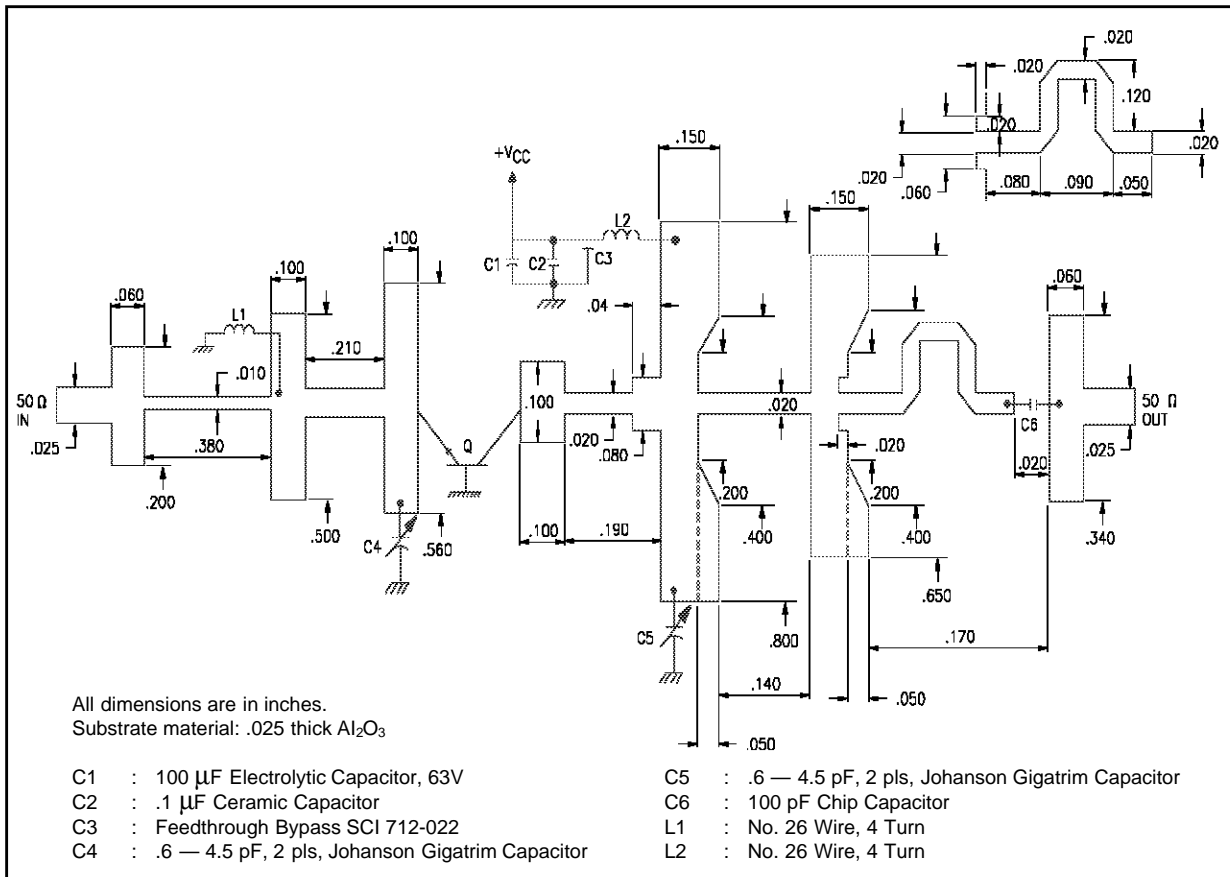 .020
.020
.120
.020
.020
.020
.060
.080
.090
.050
+VCC
.150
L2
.150
C1
C2
C3
.100
.100
.060
.04
.060
L1
.210
.010
50 Ω
IN
.100
.020
50 Ω
OUT
C6
.025
.380
.020
.080
Q
.020
.020
.025
.200
.200
.200
.500
C4
.560
.100
.190
.400
.400
.340
.650
C5
.800
.170
.140
.050
.050
All dimensions are in inches.
Substrate material: .025 thick Al₂O₃
C1 : 100 µF Electrolytic Capacitor, 63V
C2 : .1 µF Ceramic Capacitor
C3 : Feedthrough Bypass SCI 712-022
C4 : .6 — 4.5 pF, 2 pls, Johanson Gigatrim Capacitor
C5 : .6 — 4.5 pF, 2 pls, Johanson Gigatrim Capacitor
C6 : 100 pF Chip Capacitor
L1 : No. 26 Wire, 4 Turn
L2 : No. 26 Wire, 4 Turn